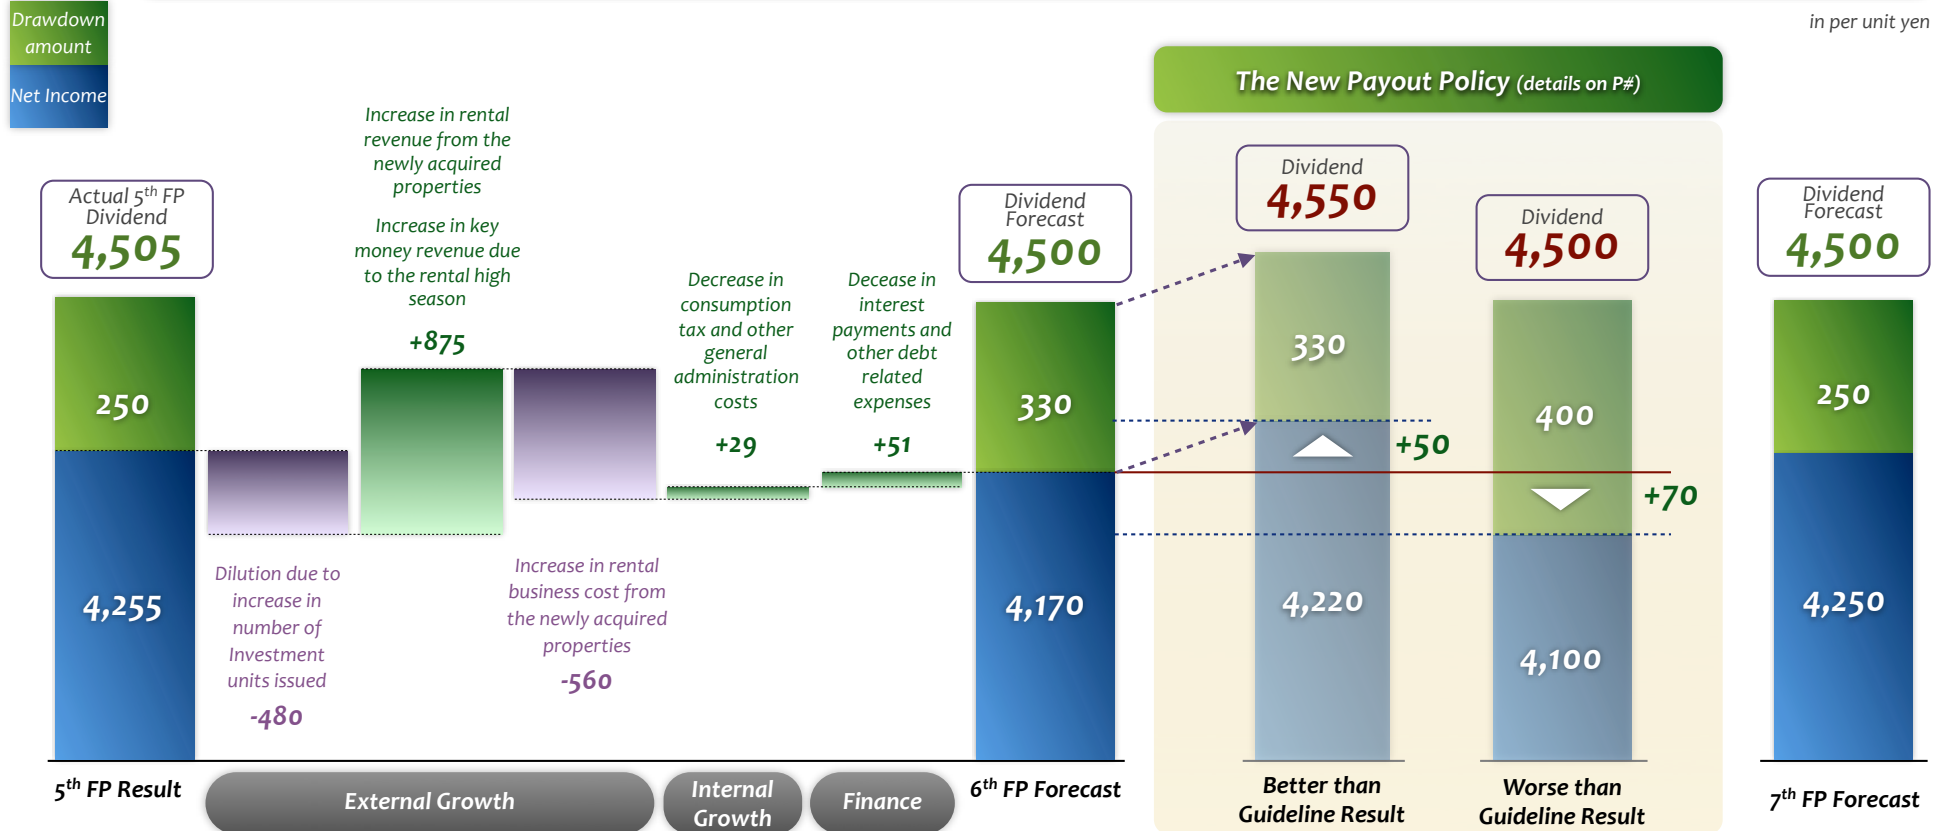 Drawdown
amount
Net Income
in per unit yen
The New Payout Policy (details on P#)
Actual 5th FP
Dividend
4,505
250
4,255
5th FP Result
Dilution due to
increase in
number of
Investment
units issued
-480
Increase in rental
revenue from the
newly acquired
properties
Increase in key
money revenue due
to the rental high
season
+875
Increase in rental
business cost from
the newly acquired
properties
-560
External Growth
Decrease in
consumption
tax and other
general
administration
costs
+29
Internal
Growth
Decease in
interest
payments and
other debt
related
expenses
+51
Finance
Dividend
Forecast
4,500
330
4,170
6th FP Forecast
Dividend
4,550
330
+50
4,220
Better than
Guideline Result
Dividend
4,500
400
+70
4,100
Worse than
Guideline Result
Dividend
Forecast
4,500
250
4,250
7th FP Forecast